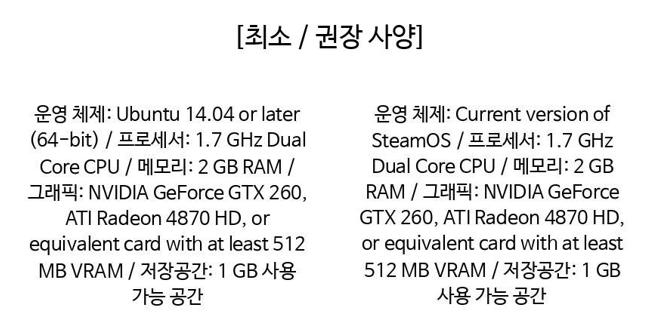 [최소 / 권장 사양]
운영 체제: Ubuntu 14.04 or later
(64-bit) / 프로세서: 1.7 GHz Dual
Core CPU / 메모리: 2 GB RAM /
그래픽: NVIDIA GeForce GTX 260,
ATI Radeon 4870 HD, or
equivalent card with at least 512
MB VRAM / 저장공간: 1 GB 사용
가능 공간
운영 체제: Current version of
SteamOS / 프로세서: 1.7 GHz
Dual Core CPU / 메모리: 2 GB
RAM / 그래픽: NVIDIA GeForce
GTX 260, ATI Radeon 4870 HD,
or equivalent card with at least
512 MB VRAM / 저장공간: 1 GB
사용 가능 공간